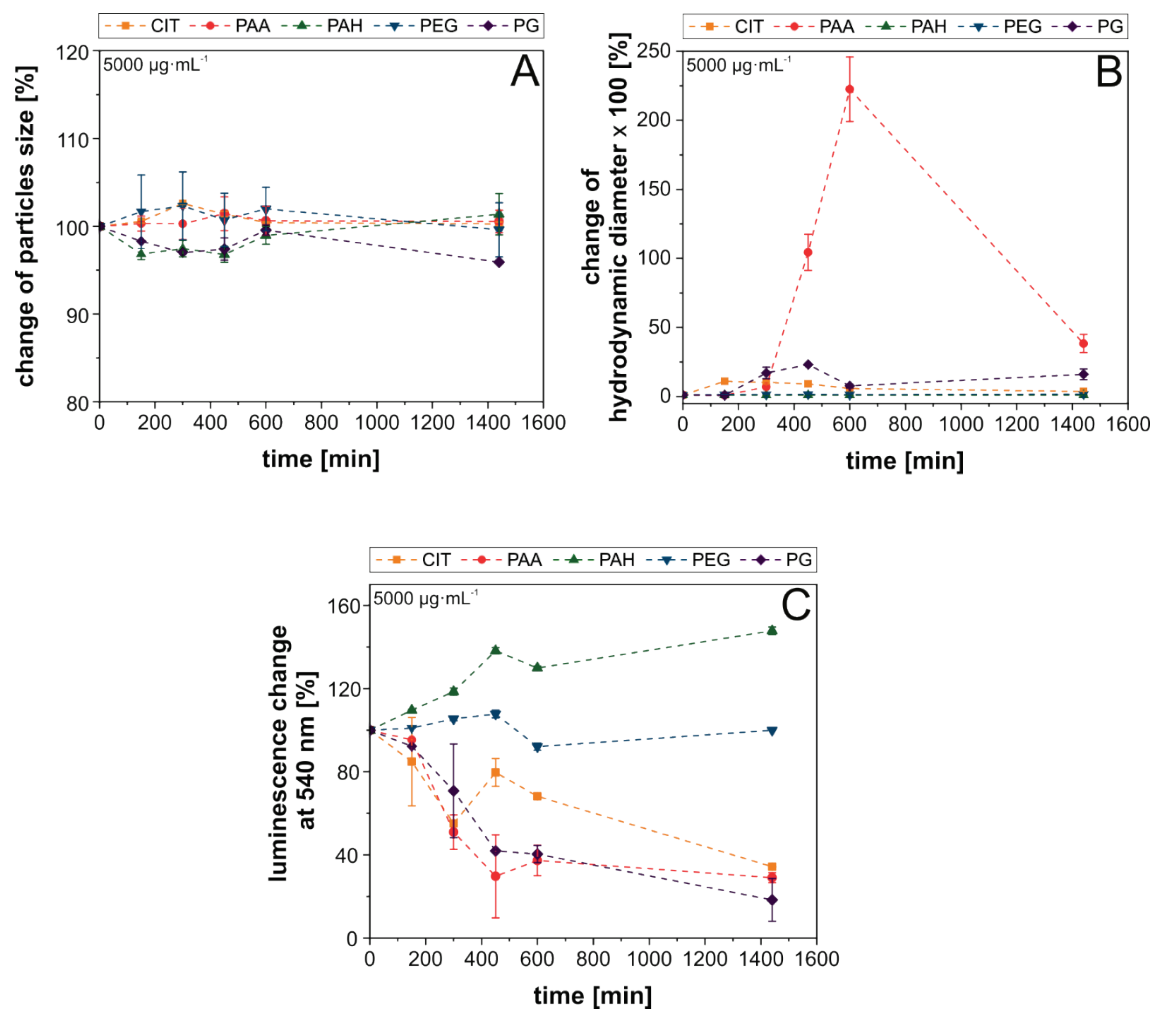 CIT PAA PAH PEG PG
5000 µg·mL⁻¹
A
120
110
100
90
80
0 200 400 600 800 1000 1200 1400 1600
change of particles size [%]
time [min]
CIT PAA PAH PEG PG
5000 µg·mL⁻¹
B
250
200
150
100
50
0
0 200 400 600 800 1000 1200 1400 1600
change of
hydrodynamic diameter x 100 [%]
time [min]
CIT PAA PAH PEG PG
5000 µg·mL⁻¹
C
160
120
80
40
0
0 200 400 600 800 1000 1200 1400 1600
luminescence change
at 540 nm [%]
time [min]